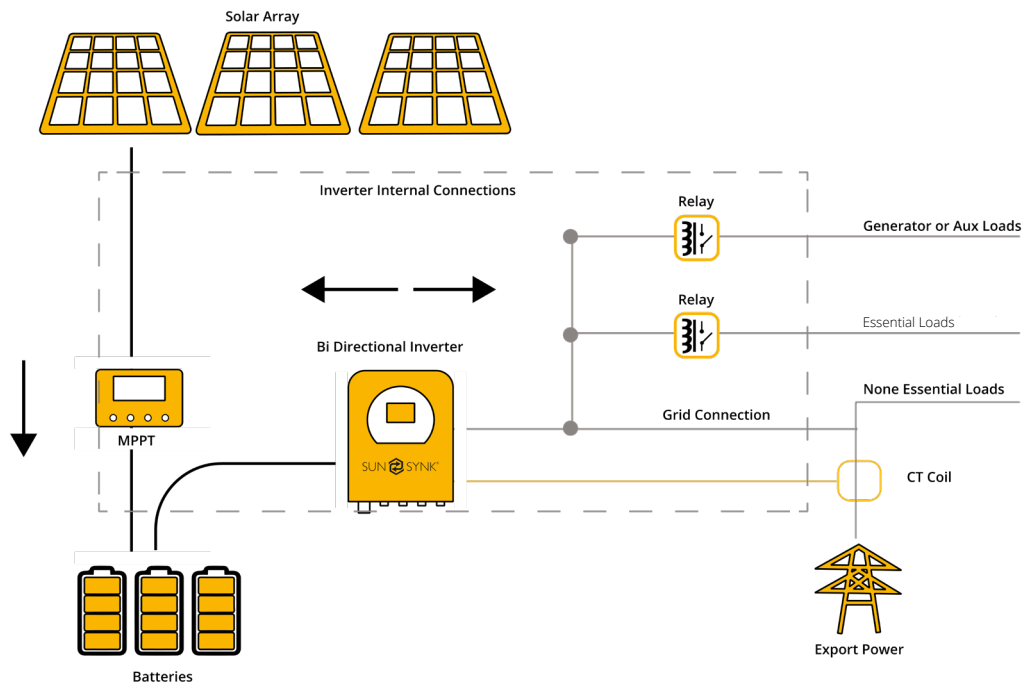 Solar Array
Inverter Internal Connections
Relay
Generator or Aux Loads
Relay
Essential Loads
Bi Directional Inverter
None Essential Loads
Grid Connection
MPPT
SUN SYNK
CT Coil
Export Power
Batteries